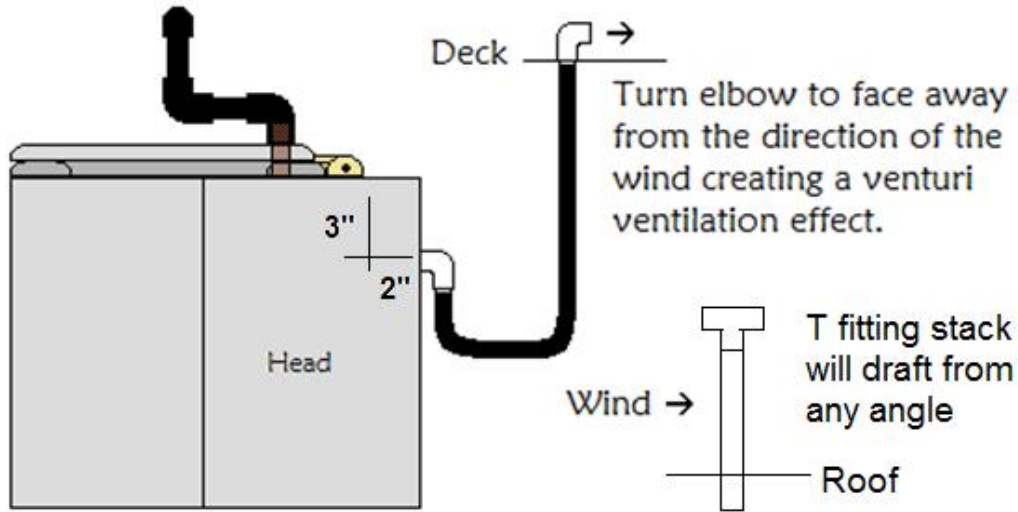 Deck →
Turn elbow to face away
from the direction of the
wind creating a venturi
ventilation effect.
3"
2"
Head
Wind →
T fitting stack
will draft from
any angle
Roof